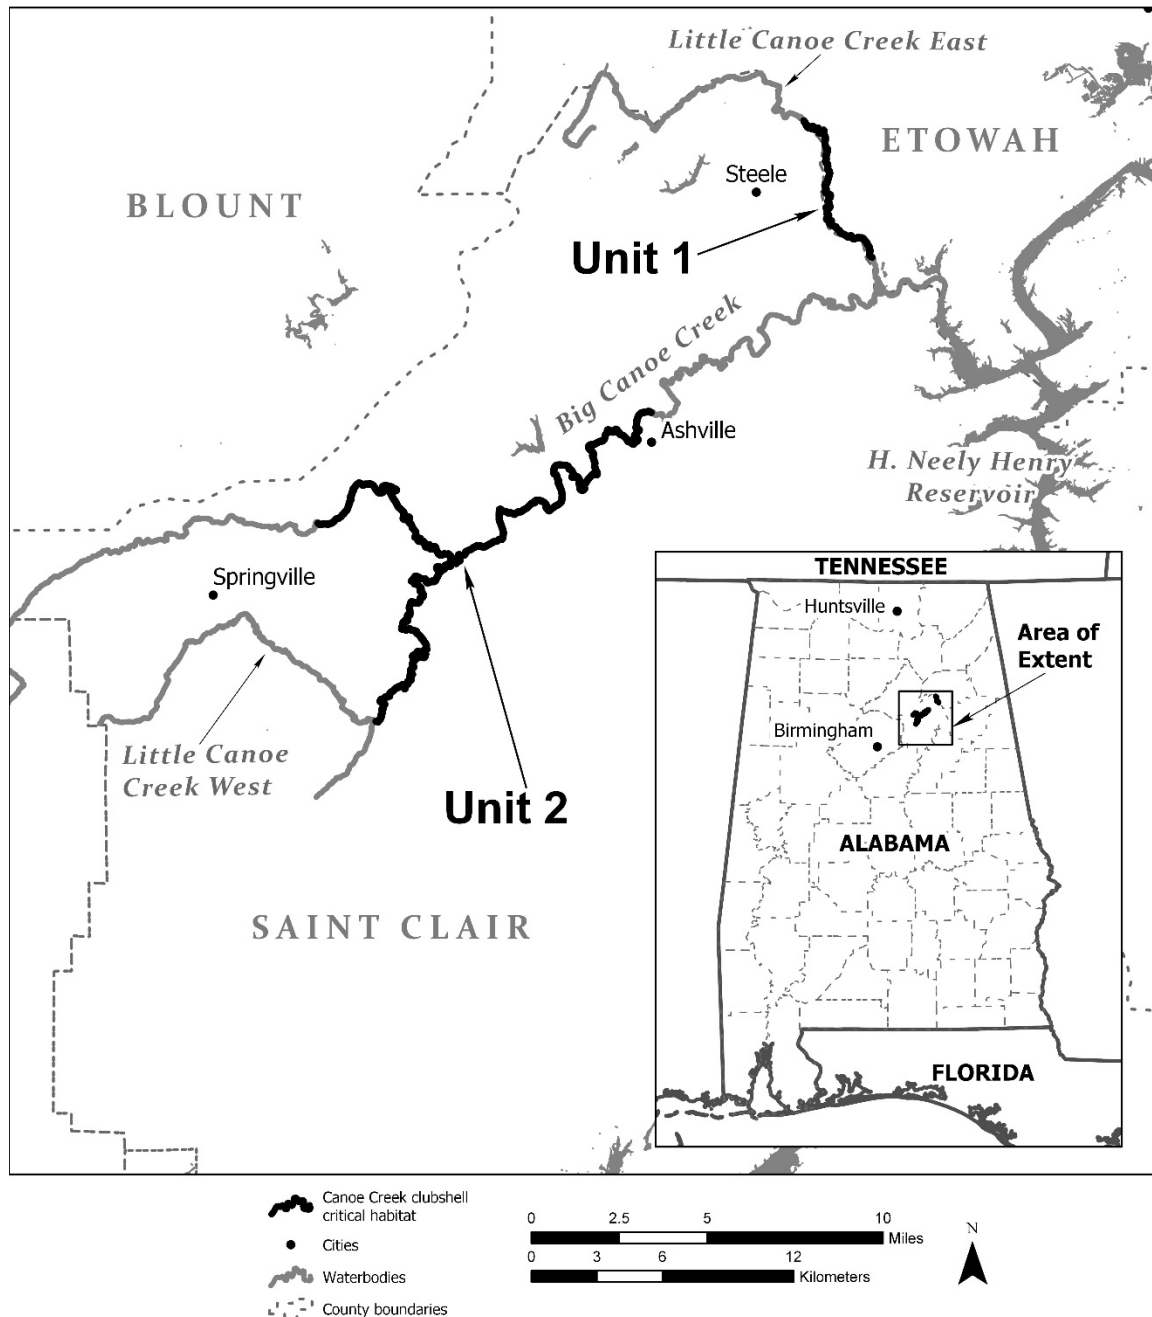 Little Canoe Creek East
ETOWAH
Steele
BLOUNT
Unit 1
Big Canoe Creek
Ashville
H. Neely Henry
Reservoir
Springville
Little Canoe
Creek West
Unit 2
SAINT CLAIR
TENNESSEE
Huntsville
Area of
Extent
Birmingham
ALABAMA
FLORIDA
Canoe Creek clubshell
critical habitat
Cities
Waterbodies
County boundaries
0 2.5 5 10
Miles
0 3 6 12
Kilometers
N